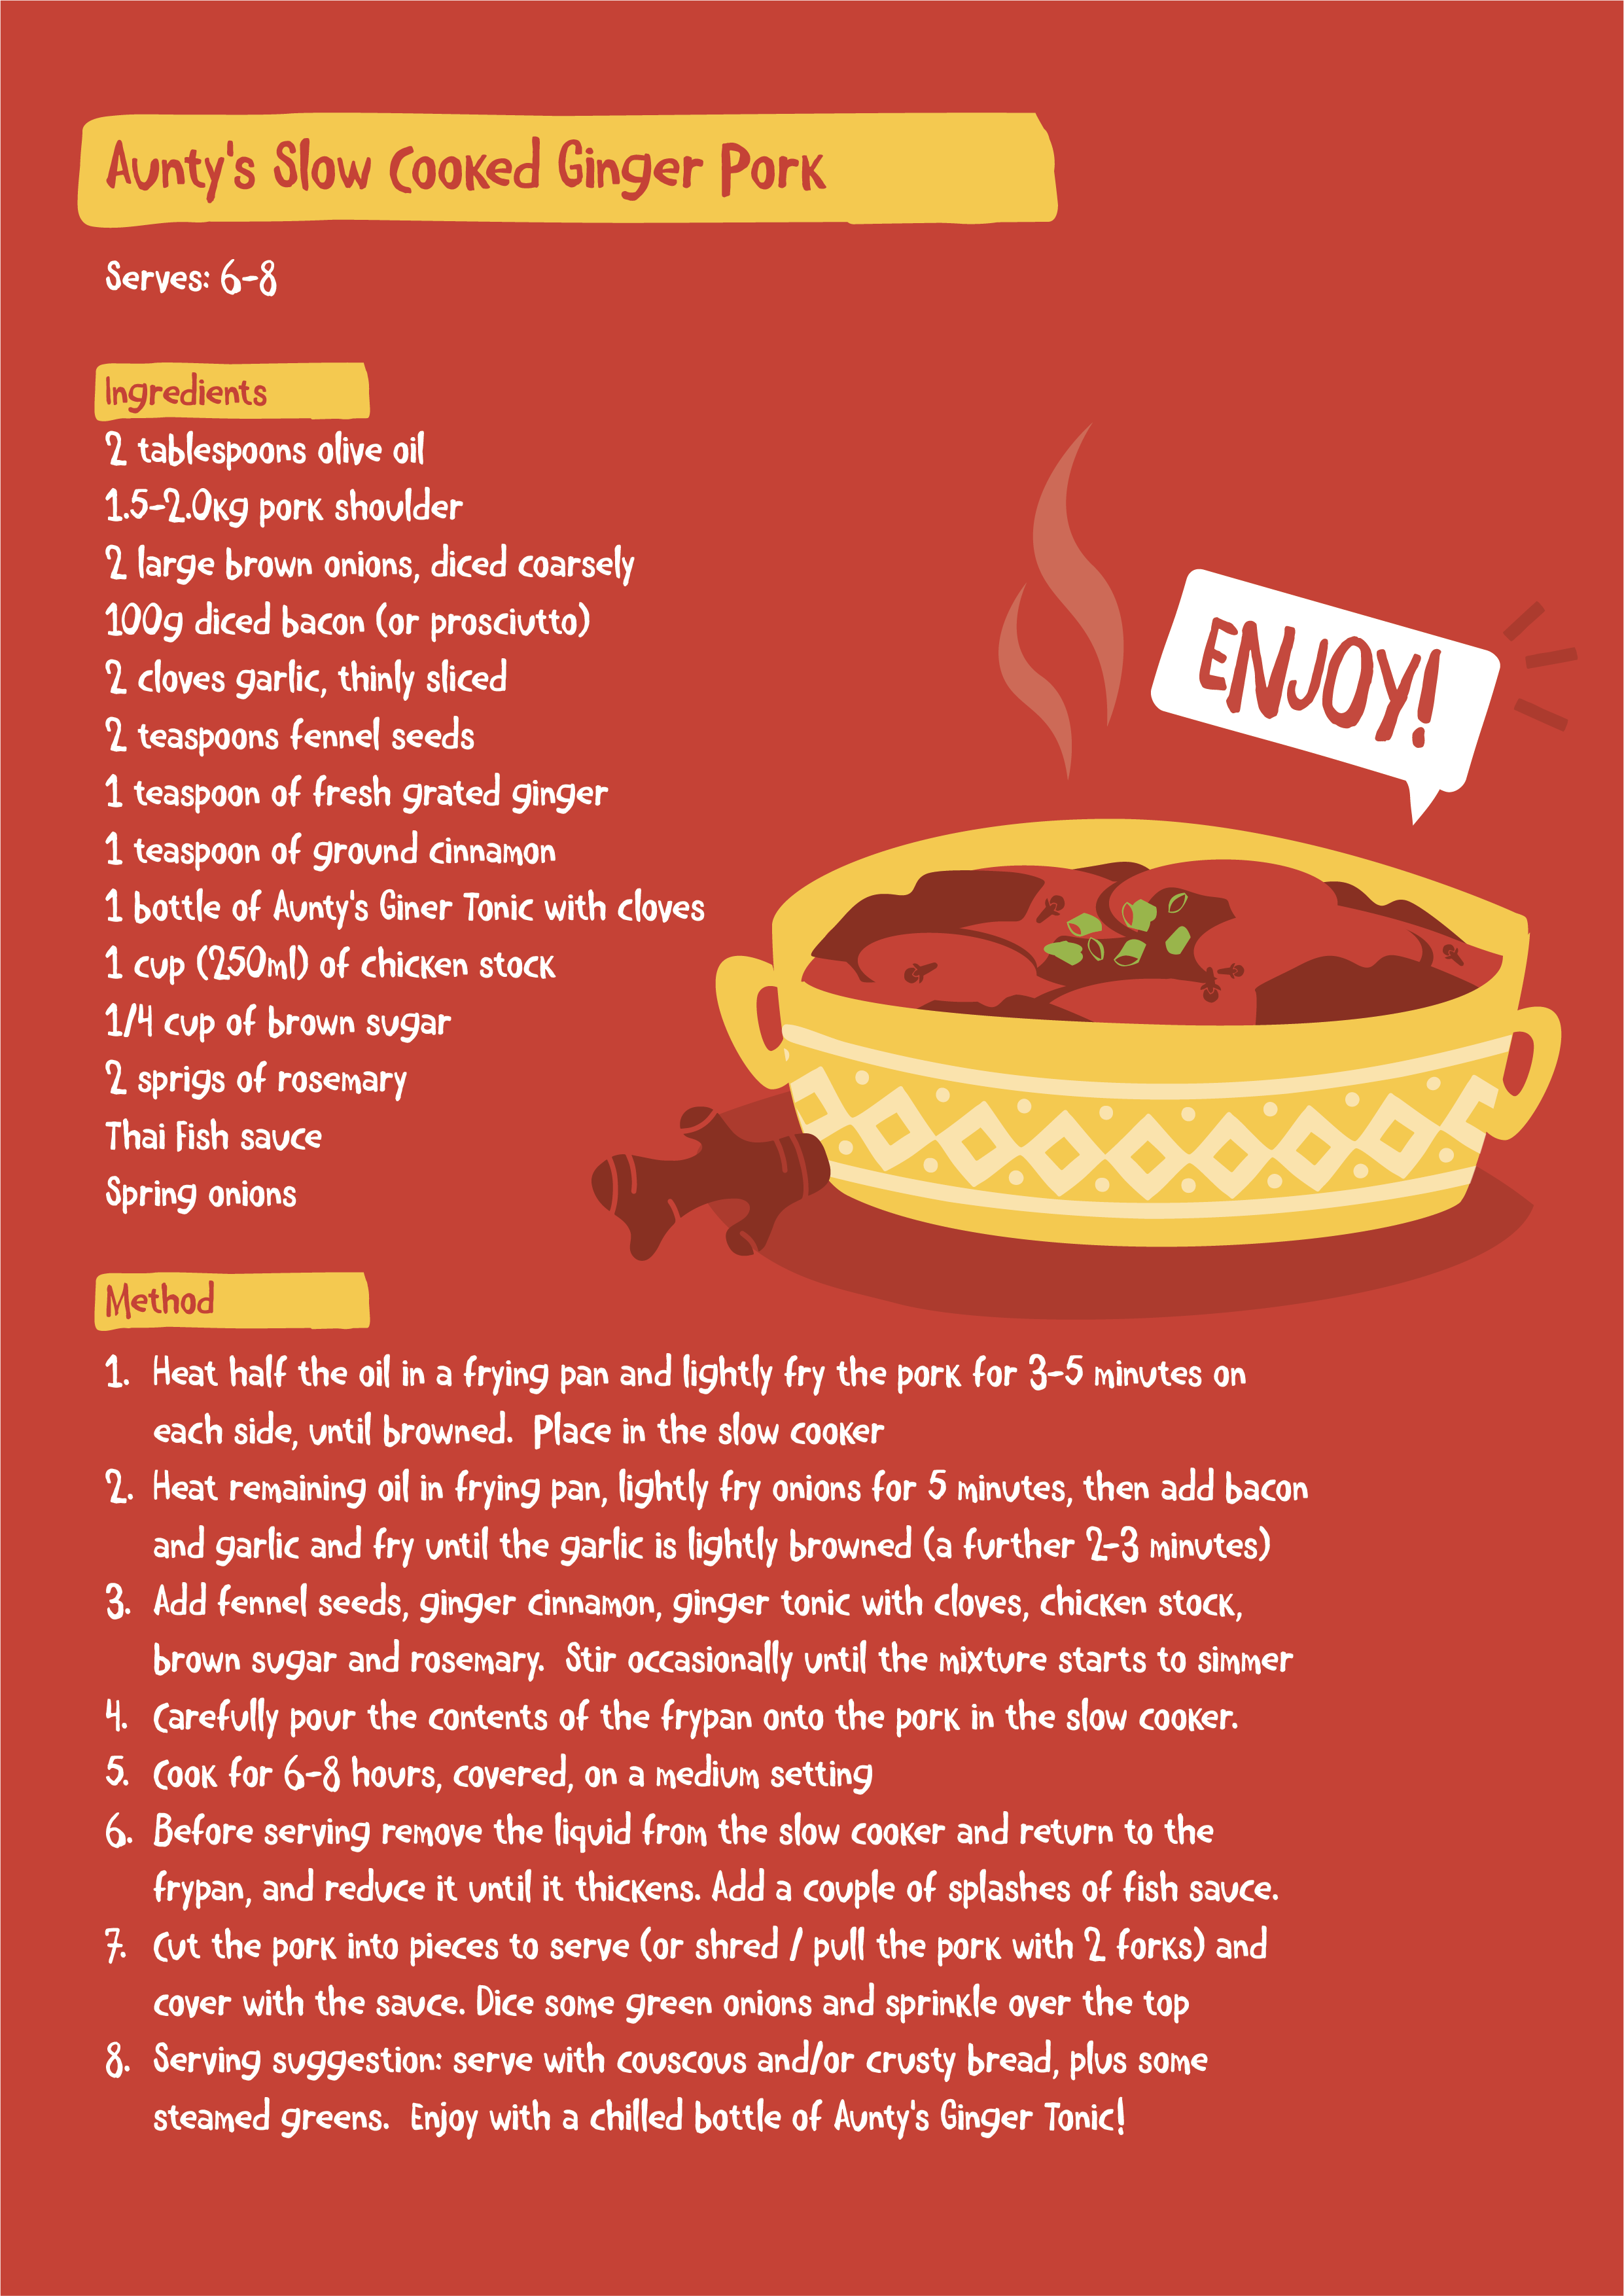 Aunty's Slow Cooked Ginger Pork
Serves: 6-8
Ingredients
2 tablespoons olive oil
1.5-2.0kg pork shoulder
2 large brown onions, diced coarsely
100g diced bacon (or prosciutto)
2 cloves garlic, thinly sliced
2 teaspoons fennel seeds
1 teaspoon of fresh grated ginger
1 teaspoon of ground cinnamon
1 bottle of Aunty's Giner Tonic with cloves
1 cup (250ml) of chicken stock
1/4 cup of brown sugar
2 sprigs of rosemary
Thai Fish sauce
Spring onions
ENJOY!
Method
1. Heat half the oil in a frying pan and lightly fry the pork for 3-5 minutes on
each side, until browned. Place in the slow cooker
2. Heat remaining oil in frying pan, lightly fry onions for 5 minutes, then add bacon
and garlic and fry until the garlic is lightly browned (a further 2-3 minutes)
3. Add fennel seeds, ginger cinnamon, ginger tonic with cloves, chicken stock,
brown sugar and rosemary. Stir occasionally until the mixture starts to simmer
4. Carefully pour the contents of the frypan onto the pork in the slow cooker.
5. Cook for 6-8 hours, covered, on a medium setting
6. Before serving remove the liquid from the slow cooker and return to the
frypan, and reduce it until it thickens. Add a couple of splashes of fish sauce.
7. Cut the pork into pieces to serve (or shred / pull the pork with 2 forks) and
cover with the sauce. Dice some green onions and sprinkle over the top
8. Serving suggestion: serve with couscous and/or crusty bread, plus some
steamed greens. Enjoy with a chilled bottle of Aunty's Ginger Tonic!